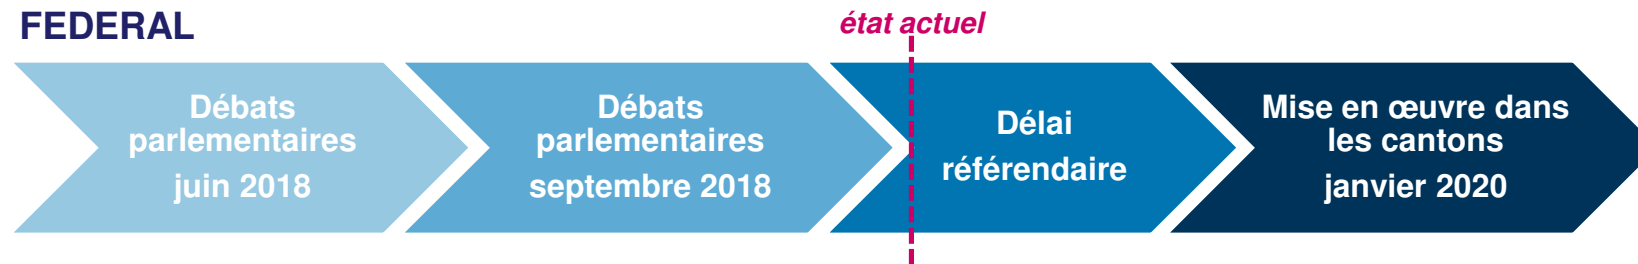 FEDERAL
état actuel
Débats
parlementaires
juin 2018
Débats
parlementaires
septembre 2018
Délai
référendaire
Mise en œuvre dans
les cantons
janvier 2020